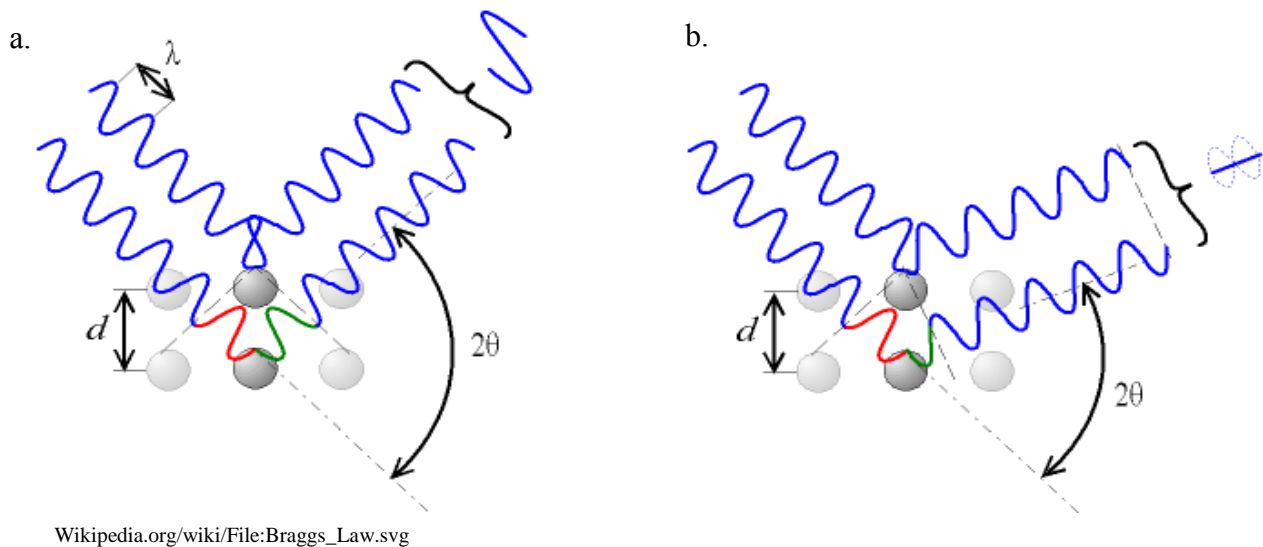 a.
b.
λ
d
2θ
d
2θ
Wikipedia.org/wiki/File:Braggs_Law.svg